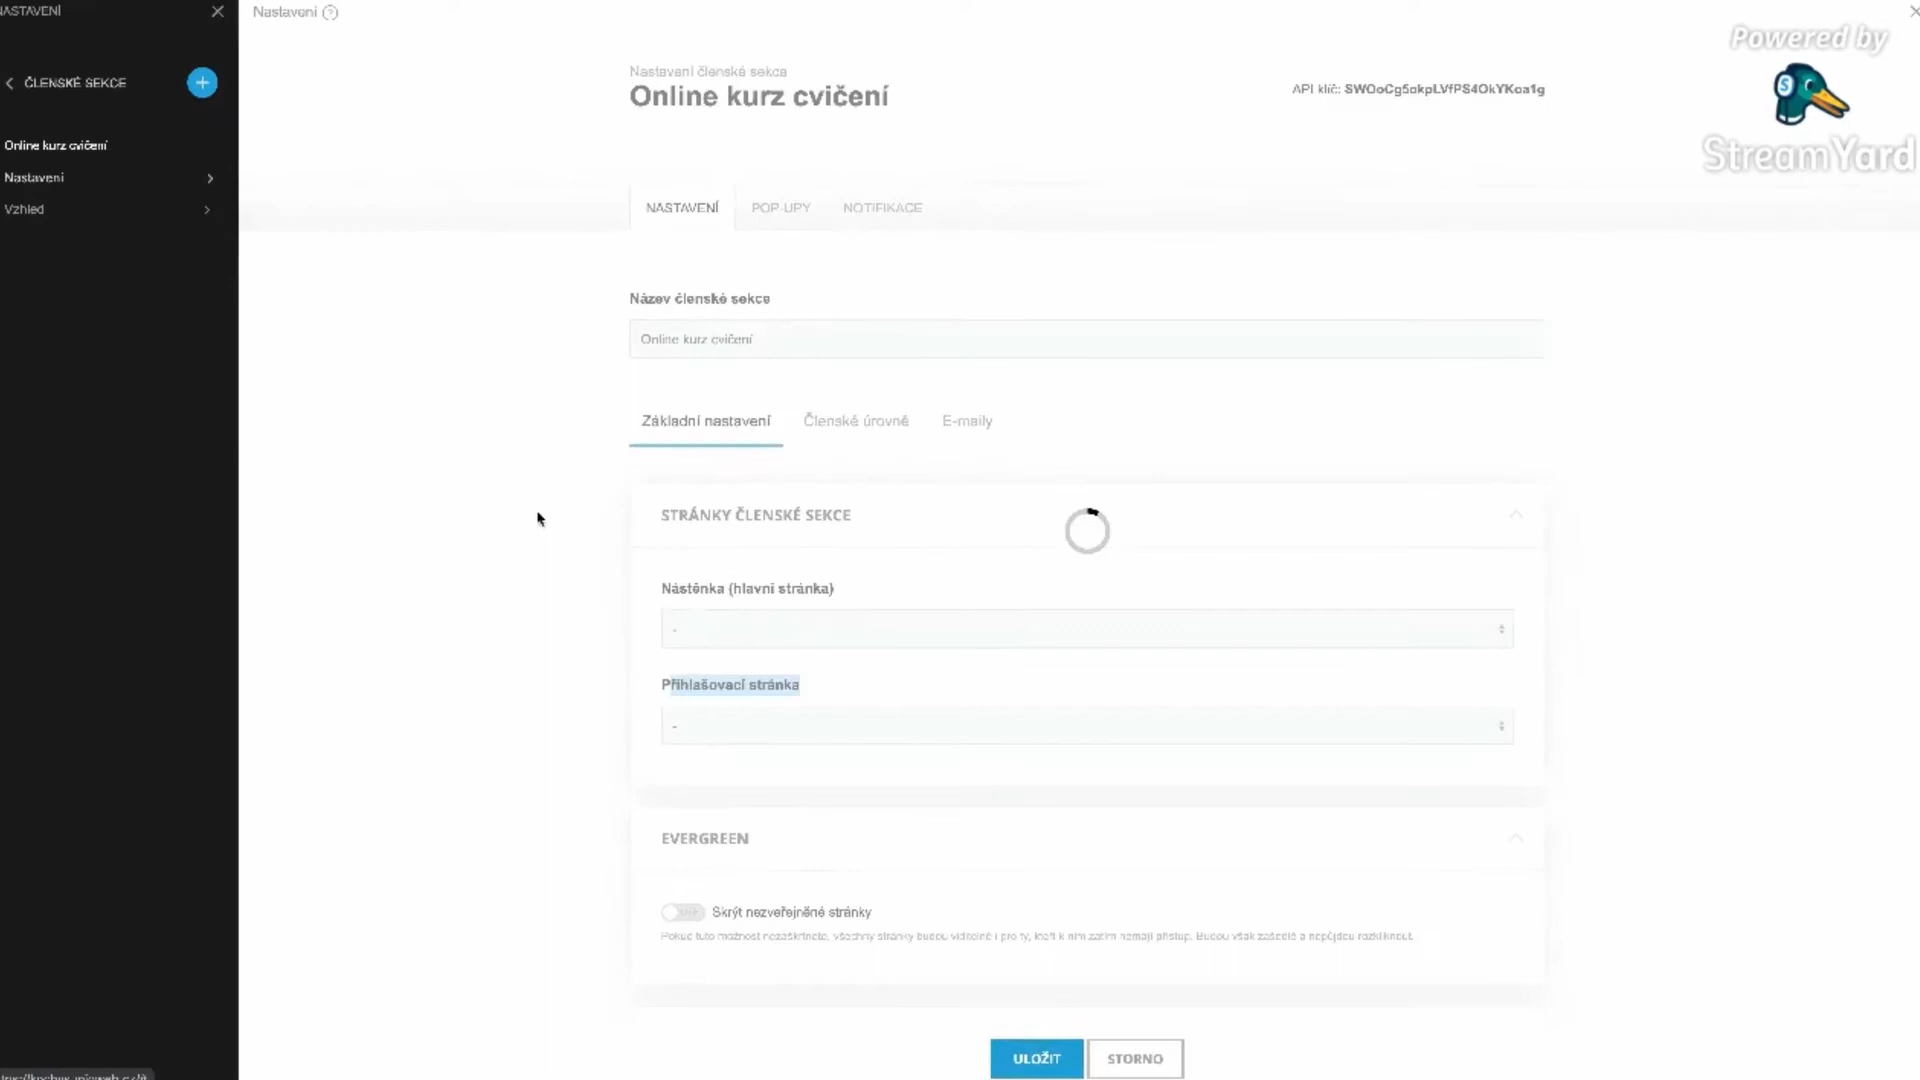 NASTAVENÍ
Nastavení ?
Powered by
StreamYard
ČLENSKÉ SEKCE
Nastavení členské sekce
Online kurz cvičení
API klíč:
Online kurz cvičení
Nastavení
Vzhled
NASTAVENÍ POP-UPY NOTIFIKACE
Název členské sekce
Online kurz cvičení
Základní nastavení Členské úrovně E-maily
STRÁNKY ČLENSKÉ SEKCE
Nástěnka (hlavní stránka)
-
Přihlašovací stránka
-
EVERGREEN
OFF Skrýt nezveřejněné stránky
Pokud tuto možnost nezaškrtnete, všechny stránky budou viditelné i pro ty, kteří k nim zatím nemají přístup. Budou však zašedlé a nepůjdou rozkliknout.
ULOŽIT STORNO